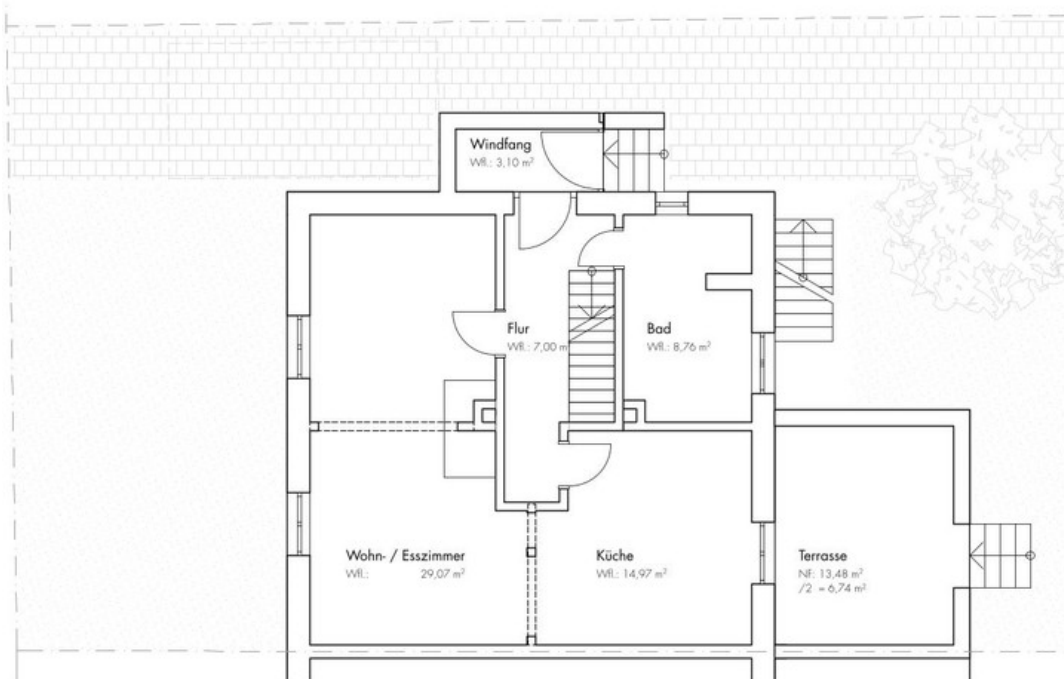 Windfang
Wfl.: 3,10 m²
Flur
Wfl.: 7,00 m
Bad
Wfl.: 8,76 m²
Wohn- / Esszimmer
Wfl.: 29,07 m²
Küche
Wfl.: 14,97 m²
Terrasse
NF: 13,48 m²
/2 = 6,74 m²